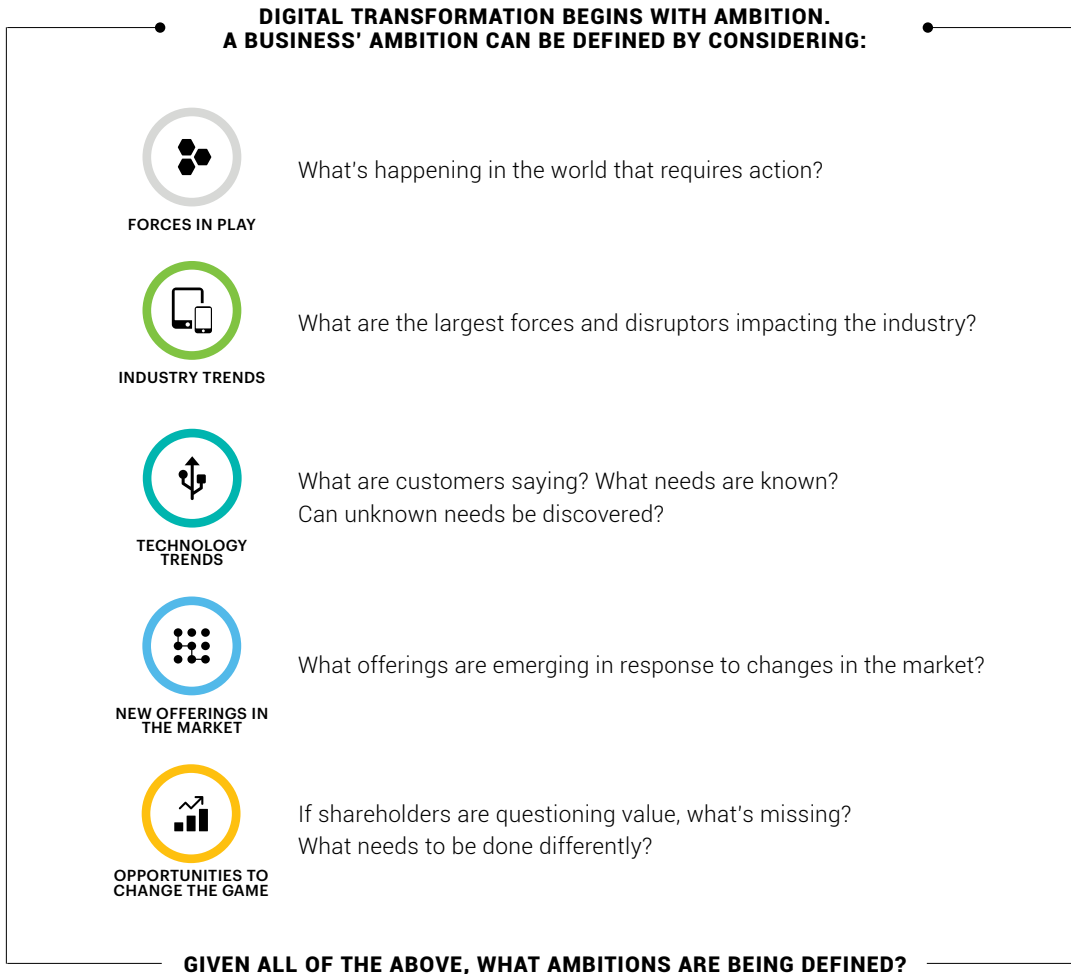 DIGITAL TRANSFORMATION BEGINS WITH AMBITION.
A BUSINESS’ AMBITION CAN BE DEFINED BY CONSIDERING:
What’s happening in the world that requires action?
FORCES IN PLAY
What are the largest forces and disruptors impacting the industry?
INDUSTRY TRENDS
What are customers saying? What needs are known?
Can unknown needs be discovered?
TECHNOLOGY
TRENDS
What offerings are emerging in response to changes in the market?
NEW OFFERINGS IN
THE MARKET
If shareholders are questioning value, what’s missing?
What needs to be done differently?
OPPORTUNITIES TO
CHANGE THE GAME
GIVEN ALL OF THE ABOVE, WHAT AMBITIONS ARE BEING DEFINED?